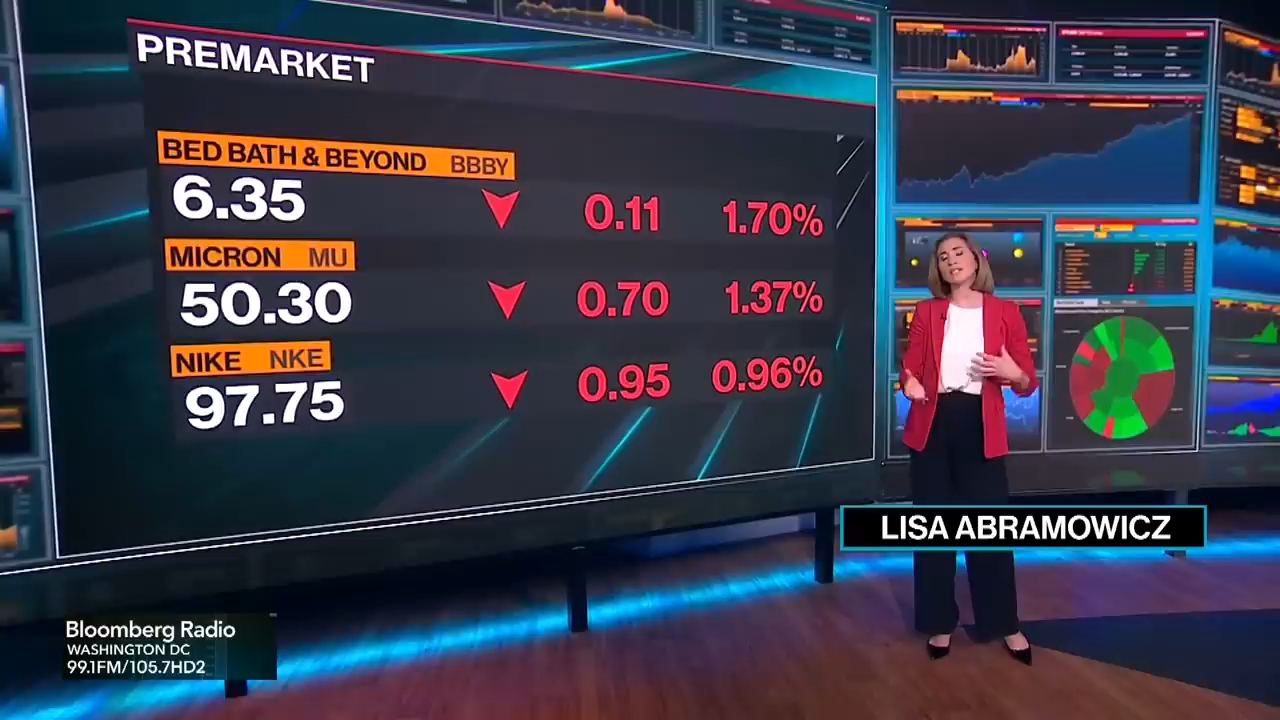 PREMARKET
BED BATH & BEYOND BBBY
6.35 0.11 1.70%
MICRON MU
50.30 0.70 1.37%
NIKE NKE
97.75 0.95 0.96%
LISA ABRAMOWICZ
Bloomberg Radio
WASHINGTON DC
99.1FM/105.7HD2